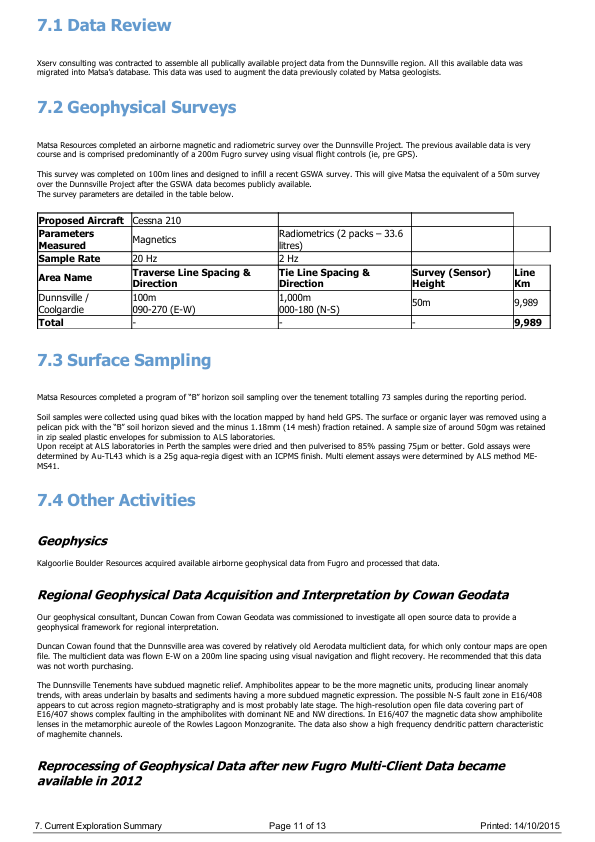 7.1 Data Review
Xserv consulting was contracted to assemble all publically available project data from the Dunnsville region. All this available data was
migrated into Matsa's database. This data was used to augment the data previously colated by Matsa geologists.
7.2 Geophysical Surveys
Matsa Resources completed an airborne magnetic and radiometric survey over the Dunnsville Project. The previous available data is very
course and is comprised predominantly of a 200m Fugro survey using visual flight controls (ie, pre GPS).
This survey was completed on 100m lines and designed to infill a recent GSWA survey. This will give Matsa the equivalent of a 50m survey
over the Dunnsville Project after the GSWA data becomes publicly available.
The survey parameters are detailed in the table below.
Proposed Aircraft Cessna 210
Parameters Measured Magnetics Radiometrics (2 packs – 33.6 litres)
Sample Rate 20 Hz 2 Hz
Area Name Traverse Line Spacing & Direction Tie Line Spacing & Direction Survey (Sensor) Height Line Km
Dunnsville / Coolgardie 100m 090-270 (E-W) 1,000m 000-180 (N-S) 50m 9,989
Total - - - 9,989
7.3 Surface Sampling
Matsa Resources completed a program of "B" horizon soil sampling over the tenement totalling 73 samples during the reporting period.
Soil samples were collected using quad bikes with the location mapped by hand held GPS. The surface or organic layer was removed using a
pelican pick with the "B" soil horizon sieved and the minus 1.18mm (14 mesh) fraction retained. A sample size of around 50gm was retained
in zip sealed plastic envelopes for submission to ALS laboratories.
Upon receipt at ALS laboratories in Perth the samples were dried and then pulverised to 85% passing 75µm or better. Gold assays were
determined by Au-TL43 which is a 25g aqua-regia digest with an ICPMS finish. Multi element assays were determined by ALS method ME-
MS41.
7.4 Other Activities
Geophysics
Kalgoorlie Boulder Resources acquired available airborne geophysical data from Fugro and processed that data.
Regional Geophysical Data Acquisition and Interpretation by Cowan Geodata
Our geophysical consultant, Duncan Cowan from Cowan Geodata was commissioned to investigate all open source data to provide a
geophysical framework for regional interpretation.
Duncan Cowan found that the Dunnsville area was covered by relatively old Aerodata multiclient data, for which only contour maps are open
file. The multiclient data was flown E-W on a 200m line spacing using visual navigation and flight recovery. He recommended that this data
was not worth purchasing.
The Dunnsville Tenements have subdued magnetic relief. Amphibolites appear to be the more magnetic units, producing linear anomaly
trends, with areas underlain by basalts and sediments having a more subdued magnetic expression. The possible N-S fault zone in E16/408
appears to cut across region magneto-stratigraphy and is most probably late stage. The high-resolution open file data covering part of
E16/407 shows complex faulting in the amphibolites with dominant NE and NW directions. In E16/407 the magnetic data show amphibolite
lenses in the metamorphic aureole of the Rowles Lagoon Monzogranite. The data also show a high frequency dendritic pattern characteristic
of maghemite channels.
Reprocessing of Geophysical Data after new Fugro Multi-Client Data became
available in 2012
7. Current Exploration Summary Page 11 of 13 Printed: 14/10/2015